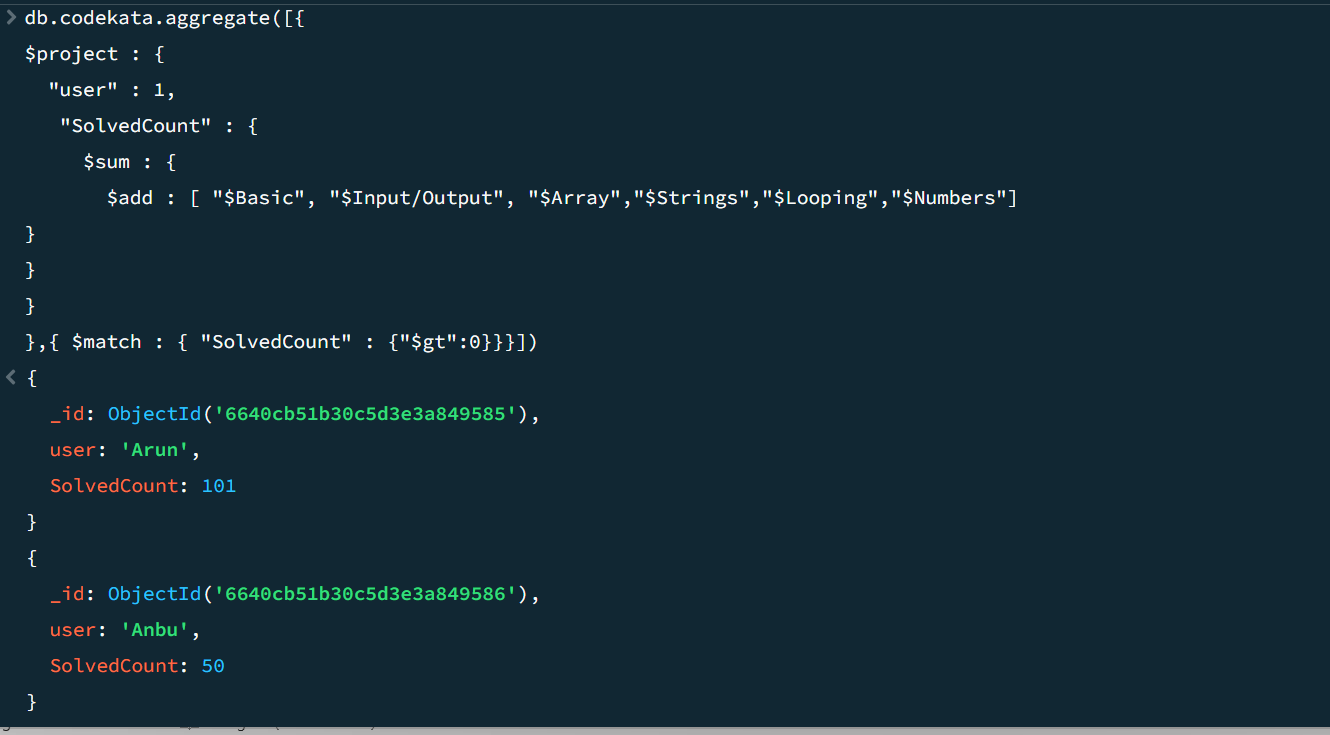 db.codekata.aggregate([{
$project : {
"user" : 1,
"SolvedCount" : {
$sum : {
$add : [ "$Basic", "$Input/Output", "$Array","$Strings","$Looping","$Numbers"]
}
}
}
},{ $match : { "SolvedCount" : {"$gt":0}}}])
{
_id: ObjectId('6640cb51b30c5d3e3a849585'),
user: 'Arun',
SolvedCount: 101
}
{
_id: ObjectId('6640cb51b30c5d3e3a849586'),
user: 'Anbu',
SolvedCount: 50
}